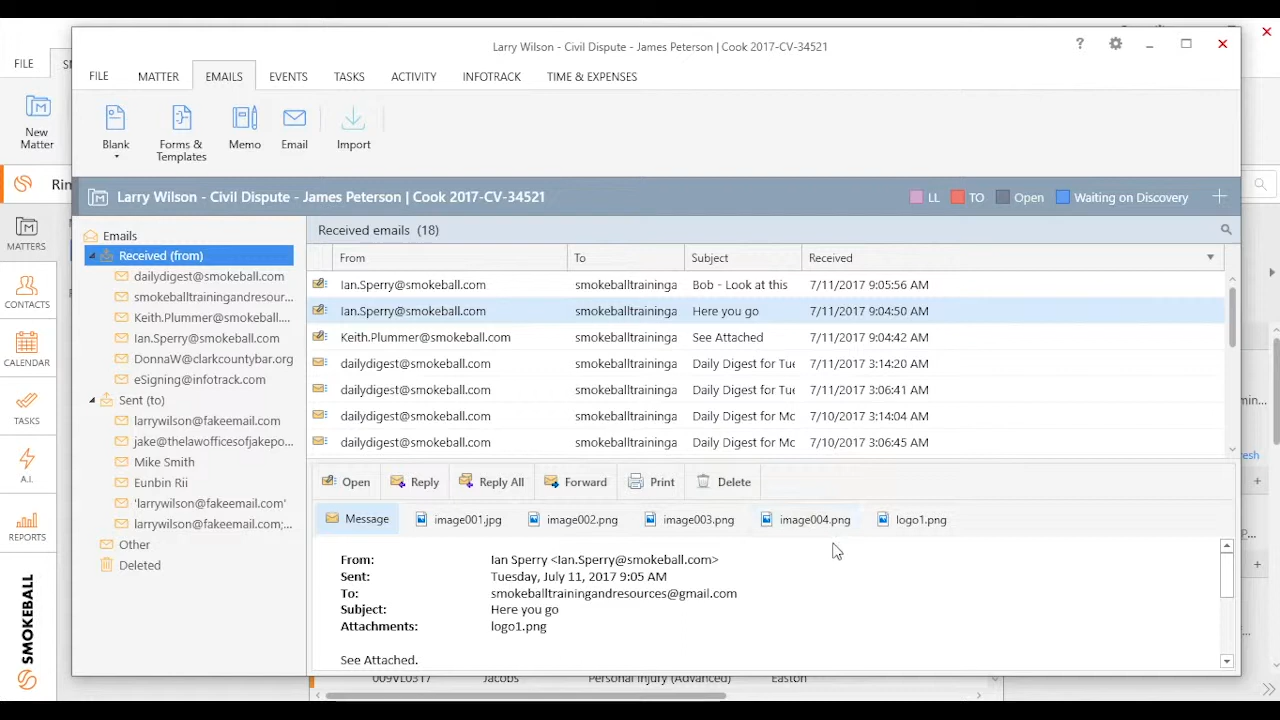 Larry Wilson - Civil Dispute - James Peterson | Cook 2017-CV-34521
?
FILE
FILE
MATTER
EMAILS
EVENTS
TASKS
ACTIVITY
INFOTRACK
TIME & EXPENSES
New
Matter
Blank
Forms &
Templates
Memo
Email
Import
Larry Wilson - Civil Dispute - James Peterson | Cook 2017-CV-34521
LL
TO
Open
Waiting on Discovery
MATTERS
CONTACTS
CALENDAR
TASKS
A.I.
REPORTS
SMOKEBALL
Emails
Received (from)
dailydigest@smokeball.com
smokeballtrainingandresour...
Keith.Plummer@smokeball....
Ian.Sperry@smokeball.com
DonnaW@clarkcountybar.org
eSigning@infotrack.com
Sent (to)
larrywilson@fakeemail.com
jake@thelawofficesofjakepo...
Mike Smith
Eunbin Rii
'larrywilson@fakeemail.com'
larrywilson@fakeemail.com;...
Other
Deleted
Received emails (18)
From To Subject Received
Ian.Sperry@smokeball.com smokeballtraininga Bob - Look at this 7/11/2017 9:05:56 AM
Ian.Sperry@smokeball.com smokeballtraininga Here you go 7/11/2017 9:04:50 AM
Keith.Plummer@smokeball.com smokeballtraininga See Attached 7/11/2017 9:04:42 AM
dailydigest@smokeball.com smokeballtraininga Daily Digest for Tue 7/11/2017 3:14:20 AM
dailydigest@smokeball.com smokeballtraininga Daily Digest for Tue 7/11/2017 3:06:41 AM
dailydigest@smokeball.com smokeballtraininga Daily Digest for Mc 7/10/2017 3:14:04 AM
dailydigest@smokeball.com smokeballtraininga Daily Digest for Mc 7/10/2017 3:06:45 AM
Open Reply Reply All Forward Print Delete
Message image001.jpg image002.png image003.png image004.png logo1.png
From: Ian Sperry <Ian.Sperry@smokeball.com>
Sent: Tuesday, July 11, 2017 9:05 AM
To: smokeballtrainingandresources@gmail.com
Subject: Here you go
Attachments: logo1.png
See Attached.
009VL0317 Jacobs Personal Injury (Advanced) Easton